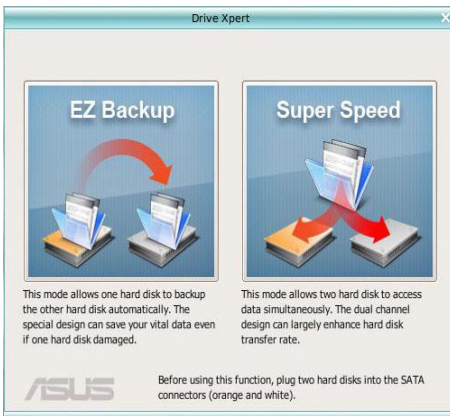 Drive Xpert
EZ Backup
This mode allows one hard disk to backup
the other hard disk automatically. The
special design can save your vital data even
if one hard disk damaged.
Super Speed
This mode allows two hard disk to access
data simultaneously. The dual channel
design can largely enhance hard disk
transfer rate.
ASUS
Before using this function, plug two hard disks into the SATA
connectors (orange and white).